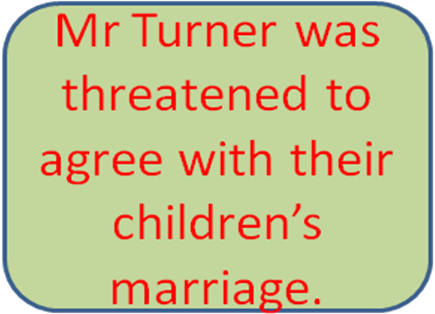 Mr Turner was
threatened to
agree with their
children’s
marriage.